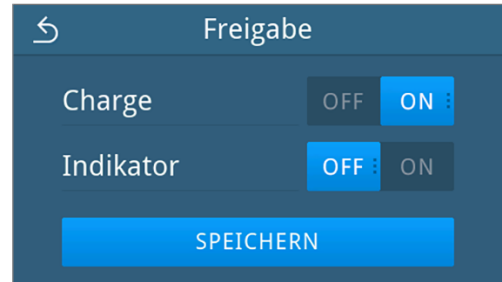 Freigabe
Charge OFF ON
Indikator OFF ON
SPEICHERN